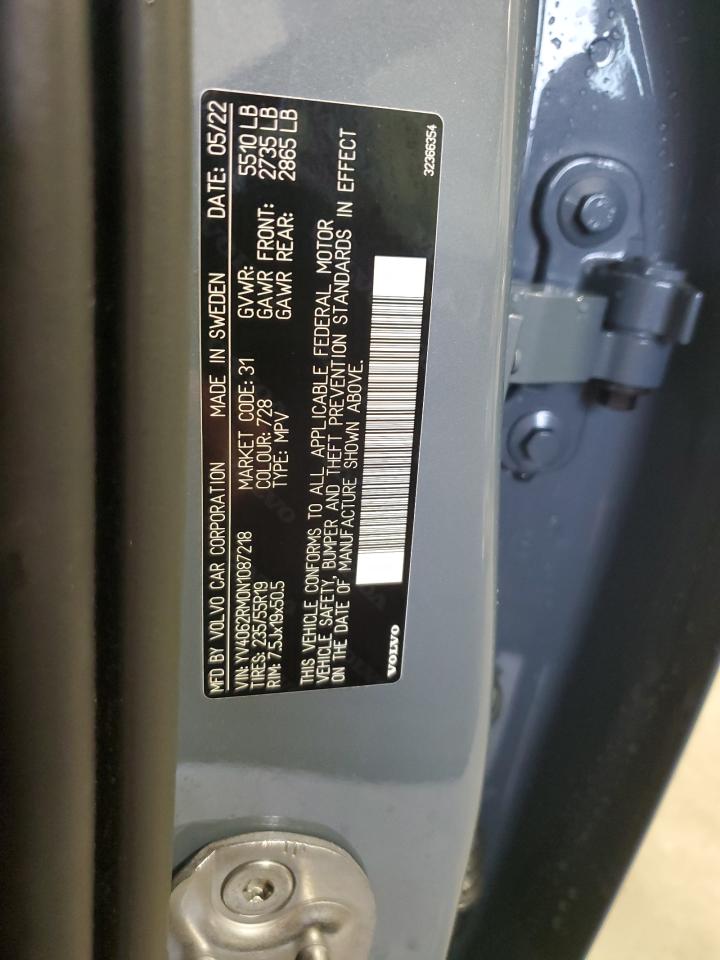 MFD BY VOLVO CAR CORPORATION MADE IN SWEDEN DATE: 05/22
VIN:YV4062RM0N1087218 MARKET CODE: 31 GVWR: 5510 LB
TIRES: 235/55R19 COLOUR: 728 GAWR FRONT: 2735 LB
RIM: 7.5Jx19x50.5 TYPE: MPV GAWR REAR: 2865 LB
THIS VEHICLE CONFORMS TO ALL APPLICABLE FEDERAL MOTOR
VEHICLE SAFETY, BUMPER AND THEFT PREVENTION STANDARDS IN EFFECT
ON THE DATE OF MANUFACTURE SHOWN ABOVE.
VOLVO 32366354